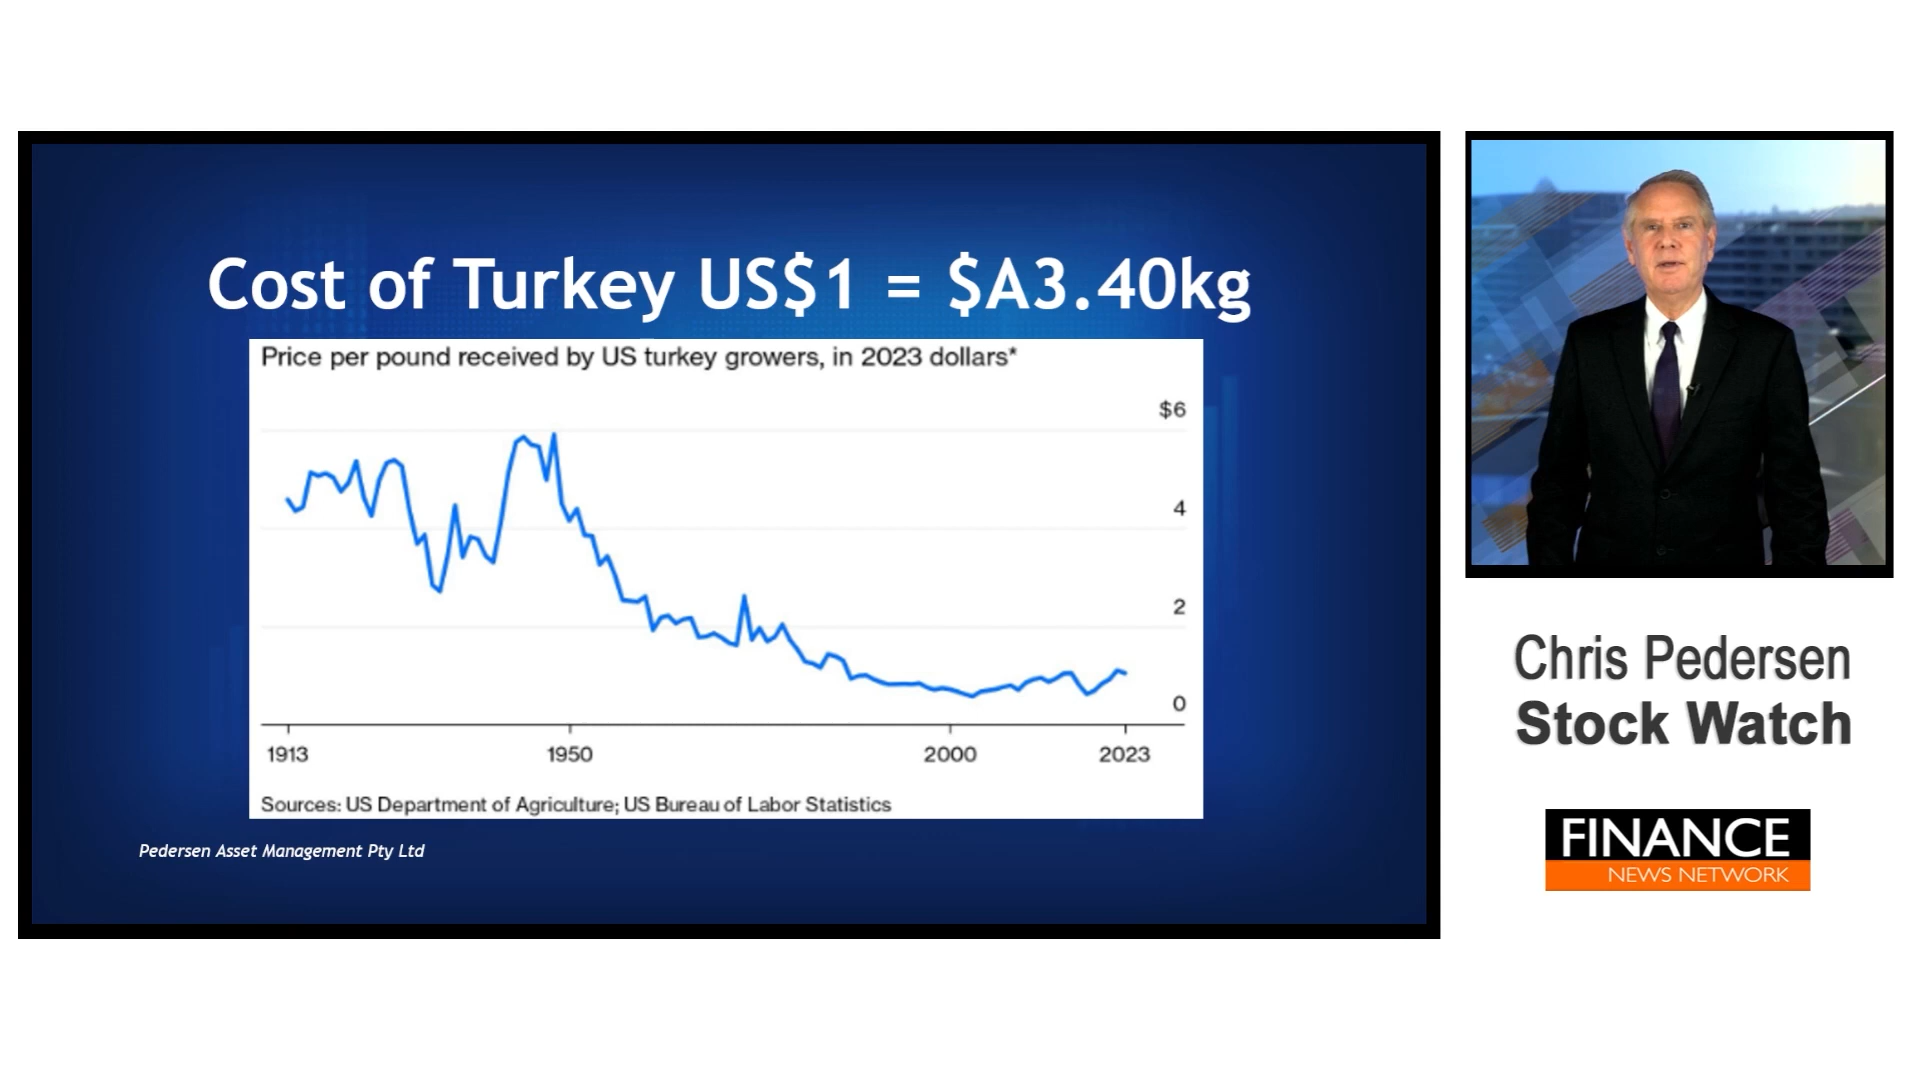 Cost of Turkey US$1 = $A3.40kg
Price per pound received by US turkey growers, in 2023 dollars*
$6
4
2
0
1913 1950 2000 2023
Sources: US Department of Agriculture; US Bureau of Labor Statistics
Pedersen Asset Management Pty Ltd
Chris Pedersen
Stock Watch
FINANCE
NEWS NETWORK